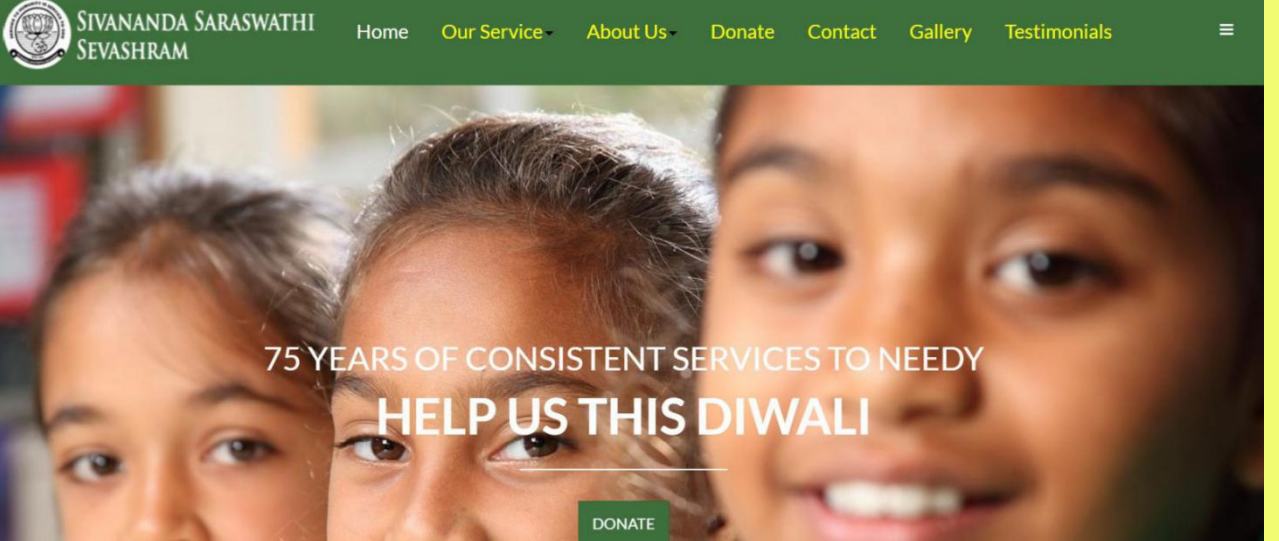 SIVANANDA SARASWATHI
SEVASHRAM
Home Our Service About Us Donate Contact Gallery Testimonials
75 YEARS OF CONSISTENT SERVICES TO NEEDY
HELP US THIS DIWALI
DONATE